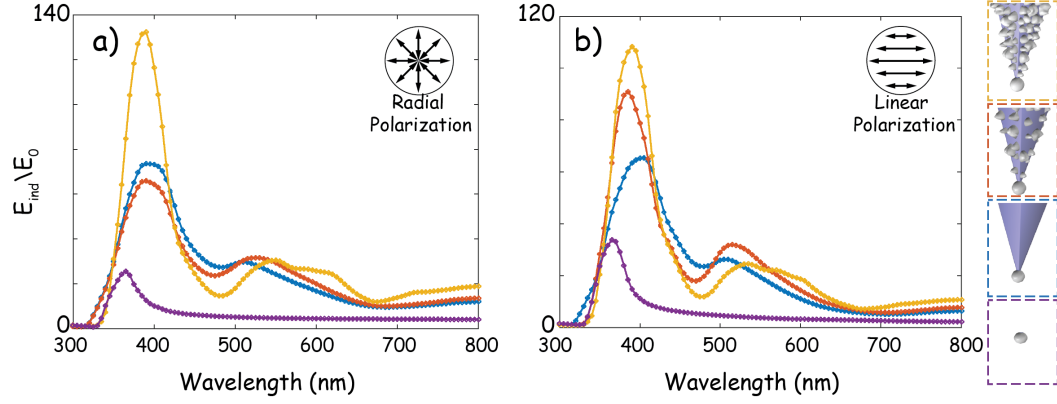 140
a)
Radial
Polarization
E_ind\E_0
0
300 400 500 600 700 800
Wavelength (nm)
120
b)
Linear
Polarization
0
300 400 500 600 700 800
Wavelength (nm)